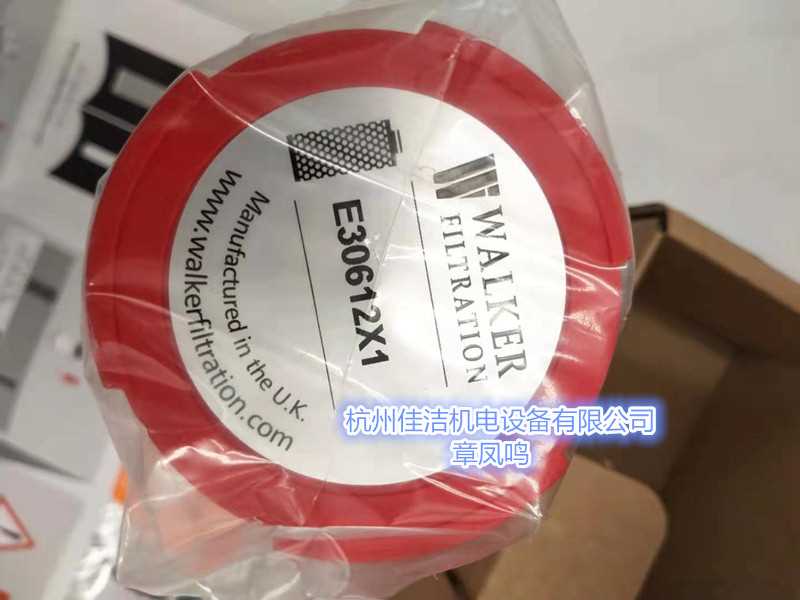 WALKER
FILTRATION
E30612X1
Manufactured in the U.K.
www.walkerfiltration.com
杭州佳洁机电设备有限公司
章凤鸣